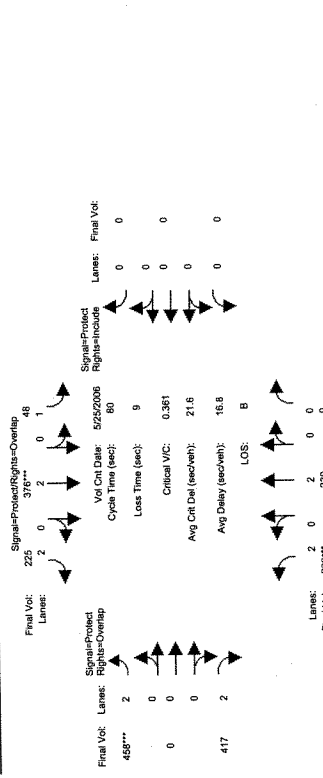 Signal=Protect/Rights=Overlap
Final Vol: 225 376*** 48
Lanes: 2 0 2 0 1
Signal=Protect
Rights=Overlap
Final Vol: Lanes:
458*** 2
0
0 0
0
417 2
Vol Cnt Date: 5/25/2006
Cycle Time (sec): 60
Loss Time (sec): 9
Critical V/C: 0.361
Avg Crit Del (sec/veh): 21.6
Avg Delay (sec/veh): 16.8
LOS: B
Signal=Protect
Rights=Include
Lanes: Final Vol:
0 0
0
0 0
0
0 0
Lanes: 2 0 2 0 0